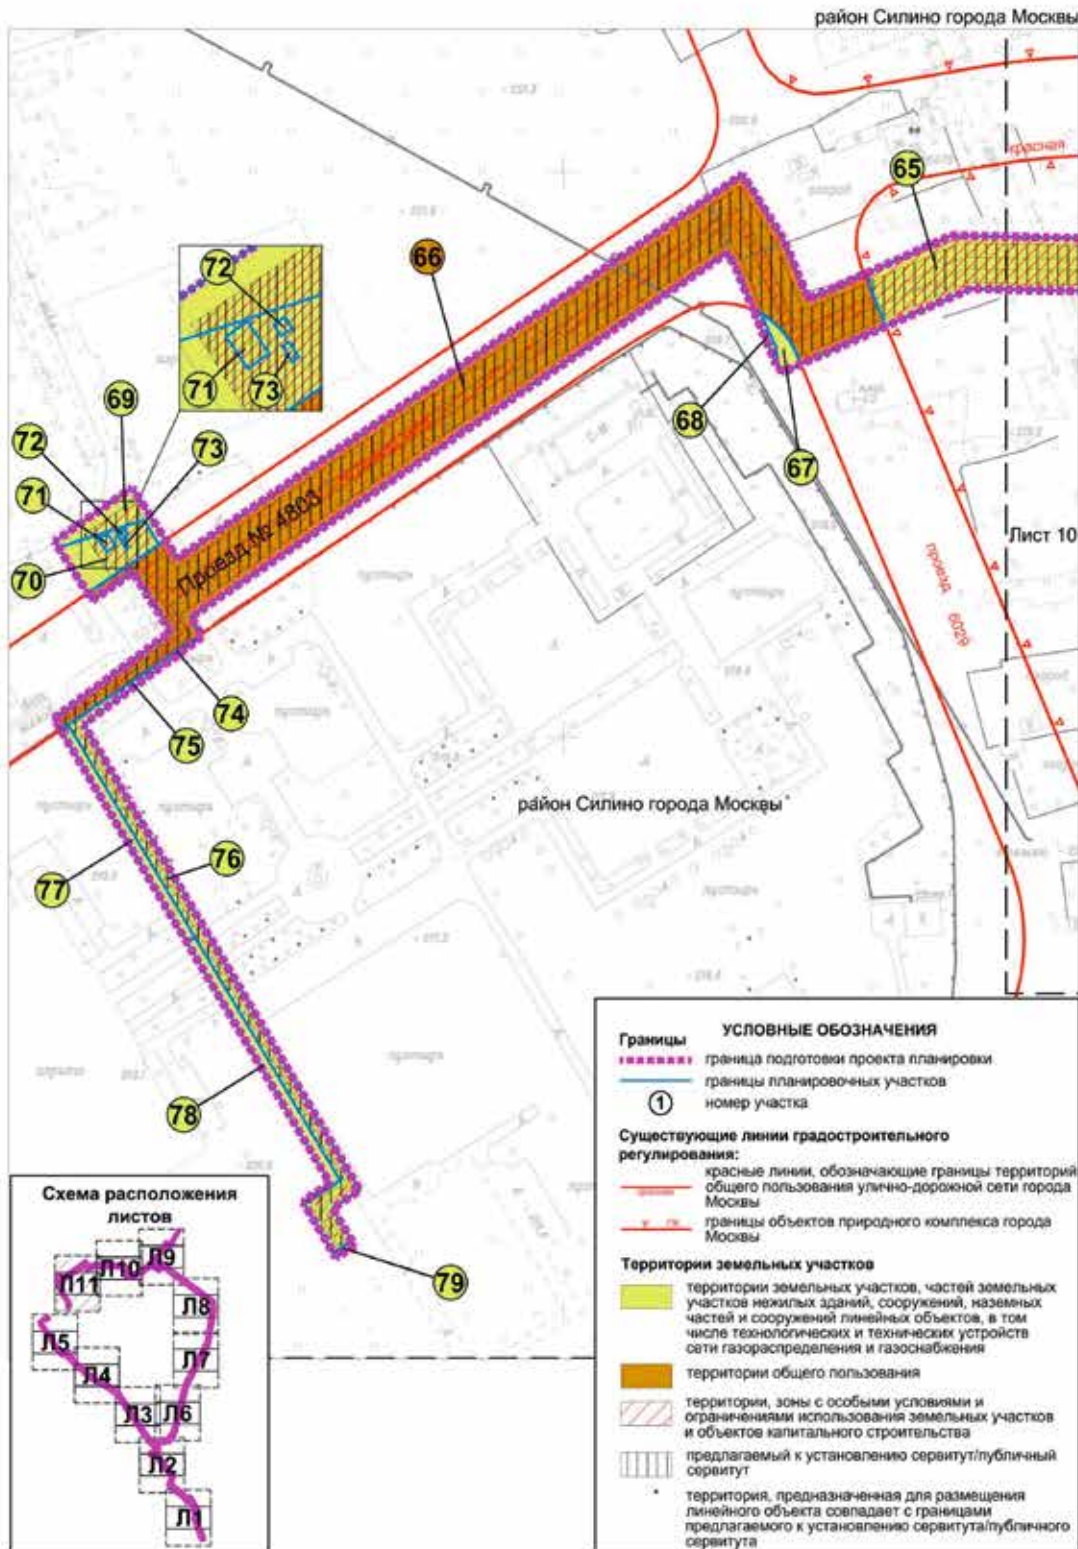 район Силино города Москвы
красная
65
66
72
71
73
69
72
73
71
70
68
67
Лист 10
Проезд № 4803
проезд 6029
74
75
район Силино города Москвы
пустырь
76
77
78
79
УСЛОВНЫЕ ОБОЗНАЧЕНИЯ
Границы
граница подготовки проекта планировки
границы планировочных участков
1 номер участка
Существующие линии градостроительного
регулирования:
красные линии, обозначающие границы территорий
общего пользования улично-дорожной сети города
Москвы
границы объектов природного комплекса города
Москвы
Территории земельных участков
территории земельных участков, частей земельных
участков нежилых зданий, сооружений, наземных
частей и сооружений линейных объектов, в том
числе технологических и технических устройств
сети газораспределения и газоснабжения
территории общего пользования
территории, зоны с особыми условиями и
ограничениями использования земельных участков
и объектов капитального строительства
предлагаемый к установлению сервитут/публичный
сервитут
территория, предназначенная для размещения
линейного объекта совпадает с границами
предлагаемого к установлению сервитута/публичного
сервитута
Схема расположения
листов
Л9
Л10
Л11
Л8
Л5
Л7
Л4
Л3
Л6
Л2
Л1